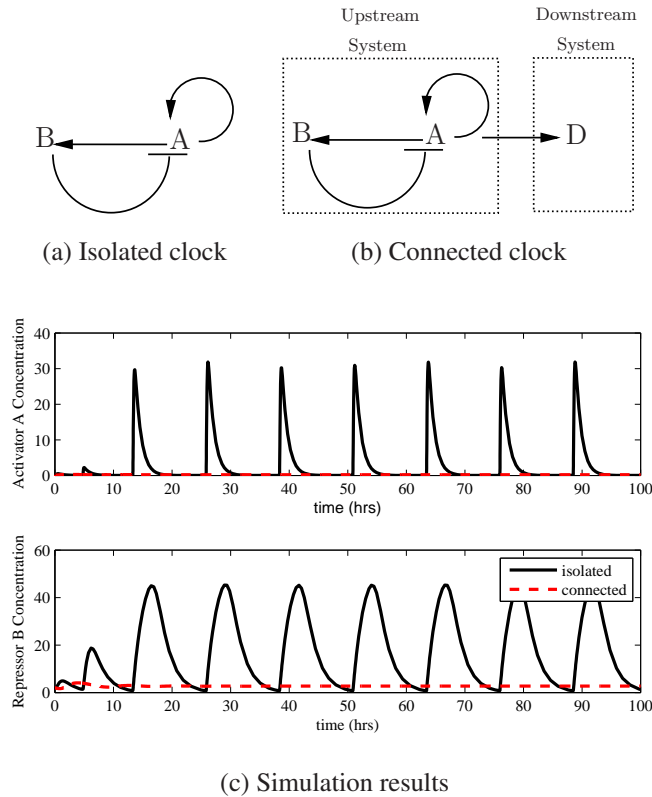 Upstream
System
Downstream
System
B
A
B
A
D
(a) Isolated clock
(b) Connected clock
Activator A Concentration
40
30
20
10
0
0 10 20 30 40 50 60 70 80 90 100
time (hrs)
Repressor B Concentration
60
40
20
0
isolated
connected
0 10 20 30 40 50 60 70 80 90 100
time (hrs)
(c) Simulation results